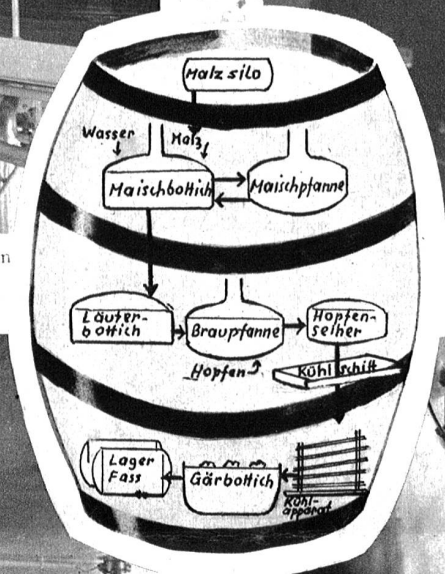 Malz silo
Wasser
Malz
Maischbottich
Maischpfanne
n
Läuter-
bottich
Braupfanne
Hopfen-
seiher
Hopfen
Kühlschiff
Lager
Fass
Gärbottich
Kühl-
apparat